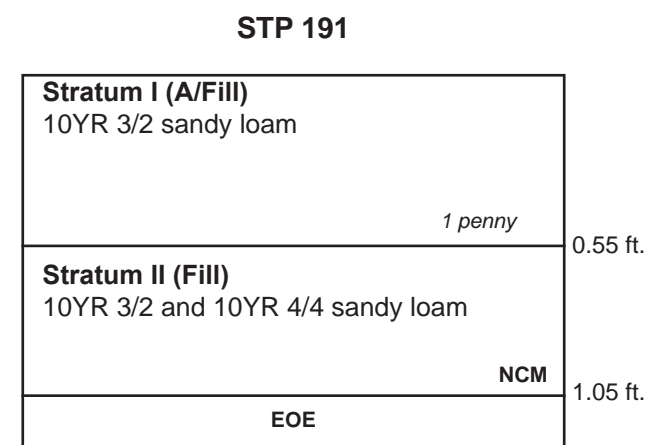 STP 191
Stratum I (A/Fill)
10YR 3/2 sandy loam
1 penny
0.55 ft.
Stratum II (Fill)
10YR 3/2 and 10YR 4/4 sandy loam
NCM
1.05 ft.
EOE